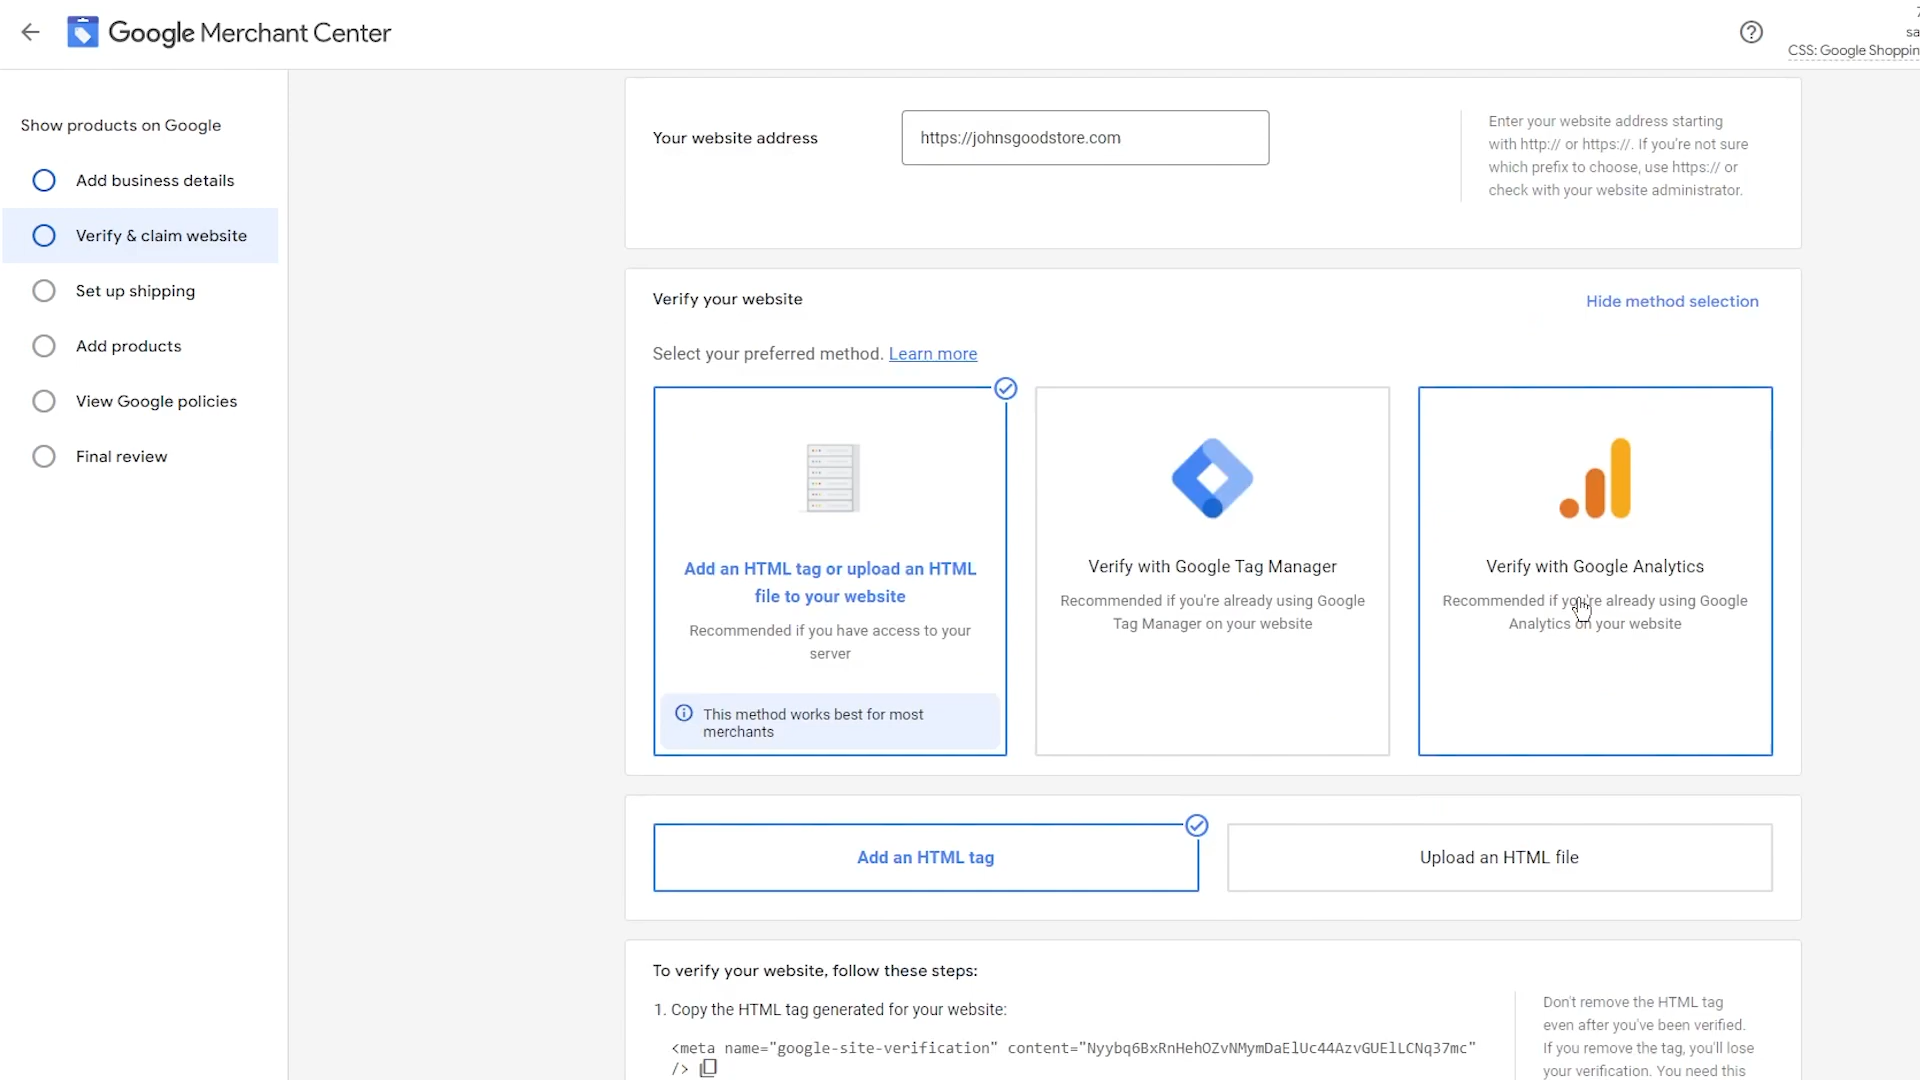 Google Merchant Center
CSS: Google Shoppin
Show products on Google
Add business details
Verify & claim website
Set up shipping
Add products
View Google policies
Final review
Your website address
https://johnsgoodstore.com
Enter your website address starting
with http:// or https://. If you're not sure
which prefix to choose, use https:// or
check with your website administrator.
Verify your website
Hide method selection
Select your preferred method. Learn more
Add an HTML tag or upload an HTML
file to your website
Recommended if you have access to your
server
This method works best for most
merchants
Verify with Google Tag Manager
Recommended if you're already using Google
Tag Manager on your website
Verify with Google Analytics
Recommended if you're already using Google
Analytics on your website
Add an HTML tag
Upload an HTML file
To verify your website, follow these steps:
1. Copy the HTML tag generated for your website:
<meta name="google-site-verification" content="Nyybq6BxRnHehOZvNMymDaElUc44AzvGUElLCNq37mc"
/>
Don't remove the HTML tag
even after you've been verified.
If you remove the tag, you'll lose
your verification. You need this